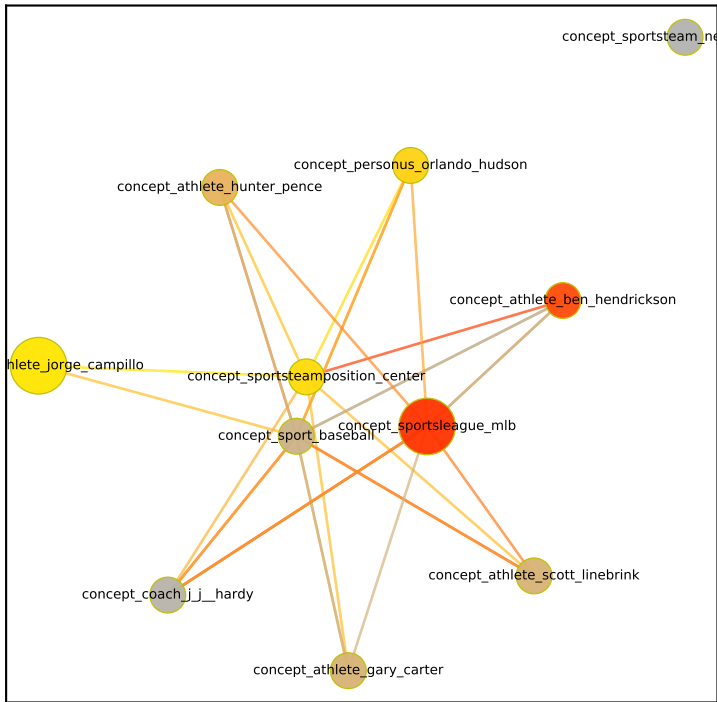 concept_sportsteam_ne
concept_personus_orlando_hudson
concept_athlete_hunter_pence
concept_athlete_ben_hendrickson
hlete_jorge_campillo
concept_sportsteamposition_center
concept_sportsleague_mlb
concept_sport_baseball
concept_athlete_scott_linebrink
concept_coach_j_j__hardy
concept_athlete_gary_carter